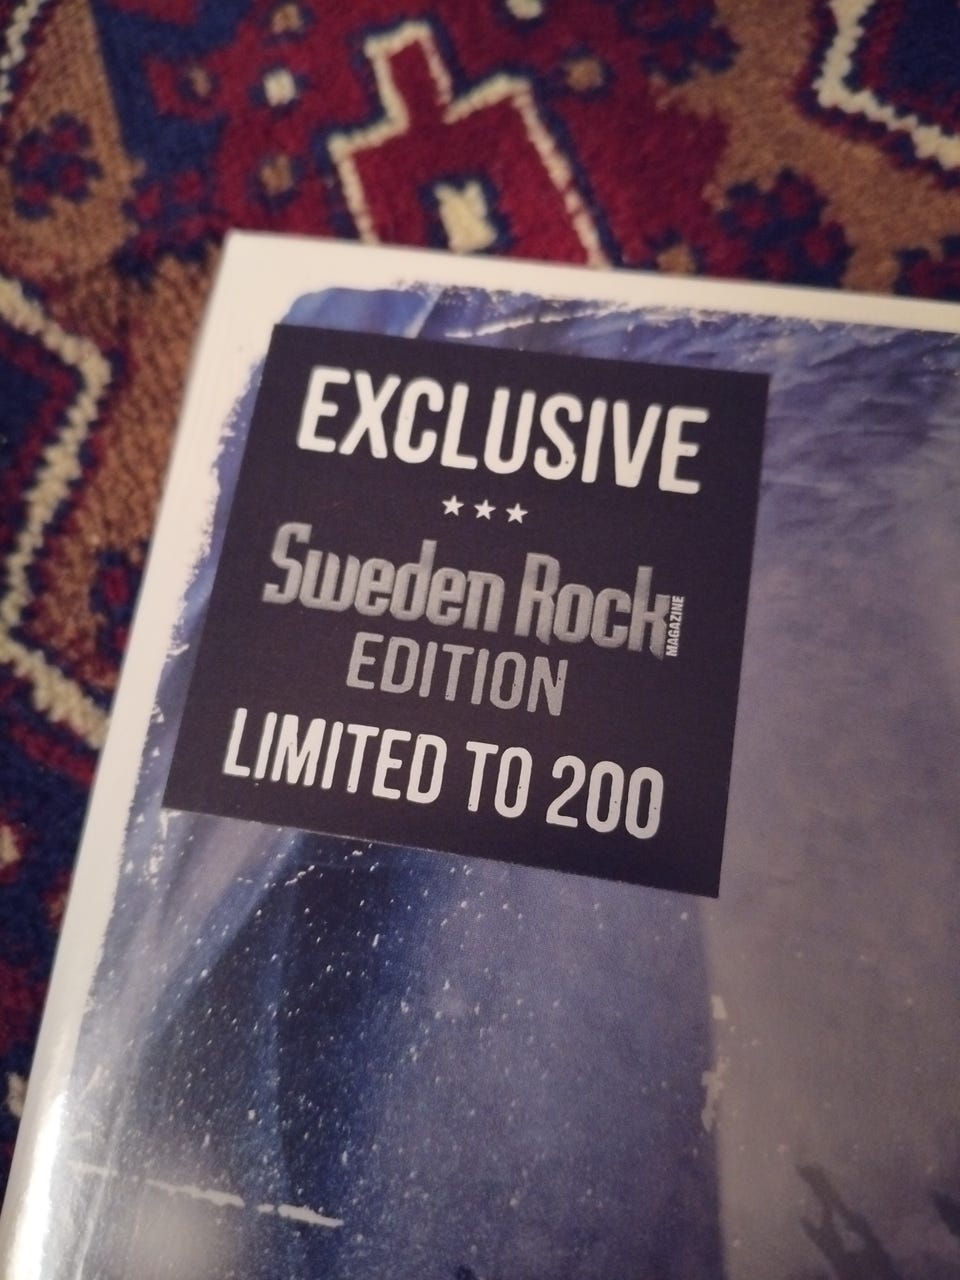 EXCLUSIVE
★★★
Sweden Rock MAGAZINE
EDITION
LIMITED TO 200